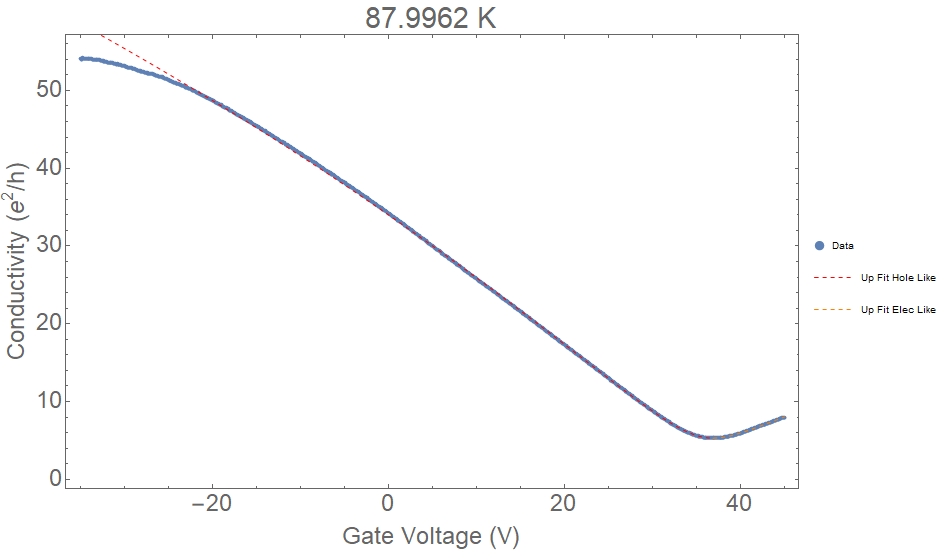 87.9962 K
Conductivity (e²/h)
50
40
30
20
10
0
−20
0
20
40
Gate Voltage (V)
Data
Up Fit Hole Like
Up Fit Elec Like